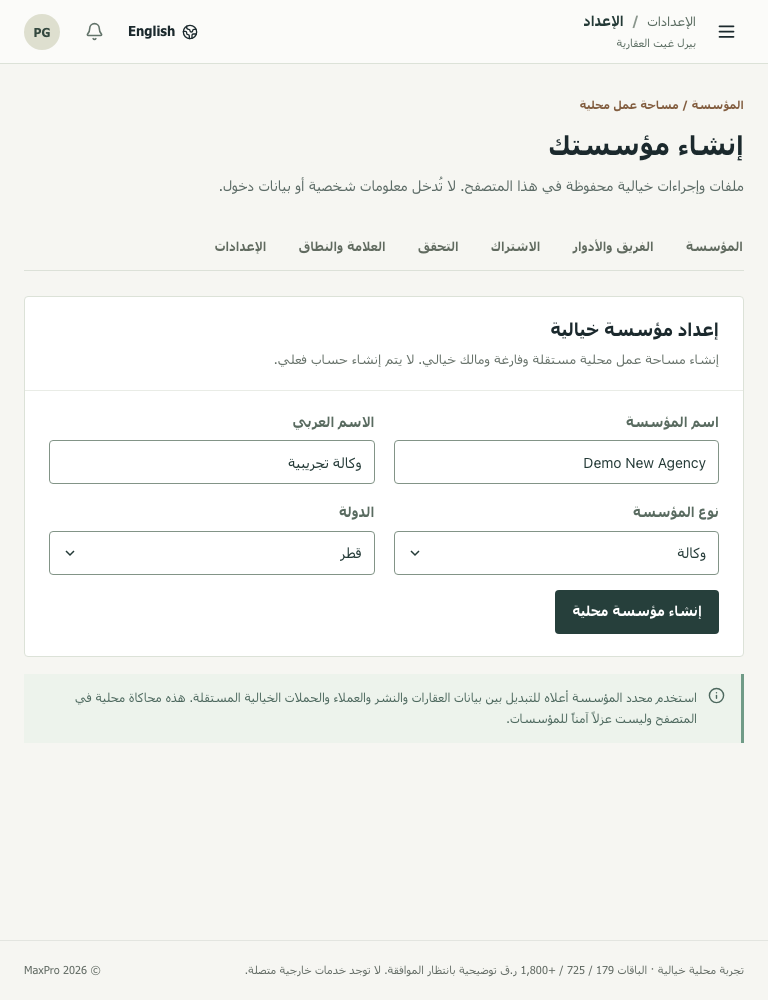 الإعدادات / الإعداد
بيرل غيت العقارية
English
PG
المؤسسة / مساحة عمل محلية
إنشاء مؤسستك
ملفات وإجراءات خيالية محفوظة في هذا المتصفح. لا تُدخل معلومات شخصية أو بيانات دخول.
المؤسسة الفريق والأدوار الاشتراك التحقق العلامة والنطاق الإعدادات
إعداد مؤسسة خيالية
إنشاء مساحة عمل محلية مستقلة وفارغة ومالك خيالي. لا يتم إنشاء حساب فعلي.
اسم المؤسسة الاسم العربي
Demo New Agency وكالة تجريبية
نوع المؤسسة الدولة
وكالة قطر
إنشاء مؤسسة محلية
استخدم محدد المؤسسة أعلاه للتبديل بين بيانات العقارات والنشر والعملاء والحملات الخيالية المستقلة. هذه محاكاة محلية في
المتصفح وليست عزلاً آمناً للمؤسسات.
تجربة محلية خيالية · الباقات 179 / 725 / 1,800+ ر.ق توضيحية بانتظار الموافقة. لا توجد خدمات خارجية متصلة.
© 2026 MaxPro